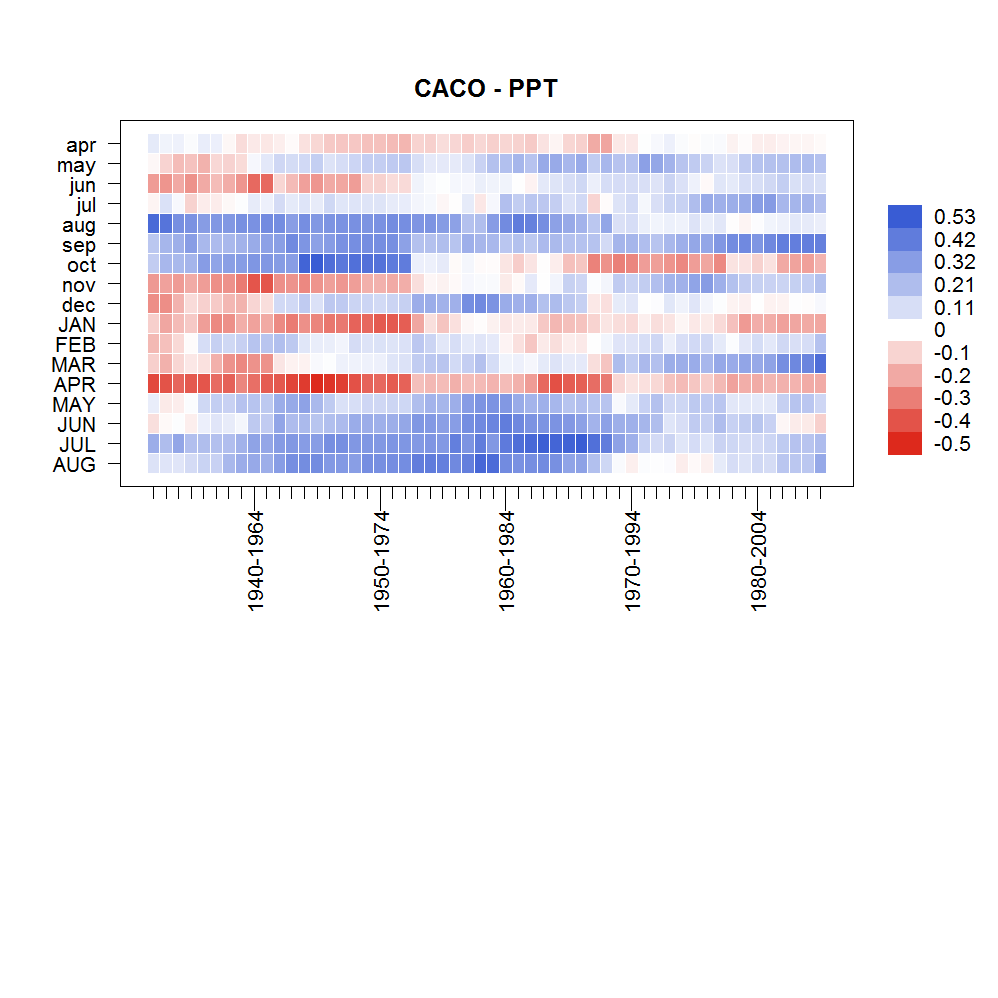 CACO - PPT
apr
may
jun
jul
aug
sep
oct
nov
dec
JAN
FEB
MAR
APR
MAY
JUN
JUL
AUG
0.53
0.42
0.32
0.21
0.11
0
-0.1
-0.2
-0.3
-0.4
-0.5
1940-1964
1950-1974
1960-1984
1970-1994
1980-2004